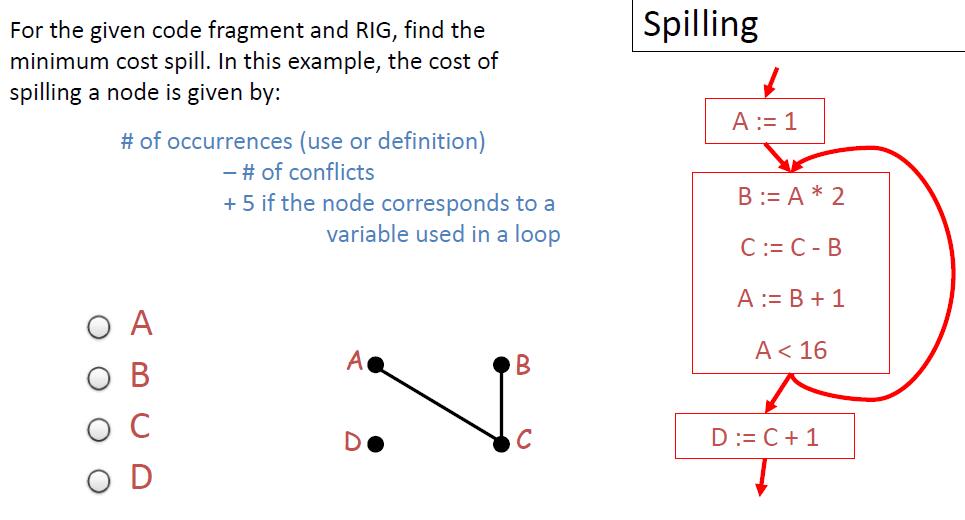 Spilling
For the given code fragment and RIG, find the
minimum cost spill. In this example, the cost of
spilling a node is given by:
# of occurrences (use or definition)
– # of conflicts
+ 5 if the node corresponds to a
variable used in a loop
A
B
C
D
A
B
D
C
A := 1
B := A * 2
C := C - B
A := B + 1
A < 16
D := C + 1